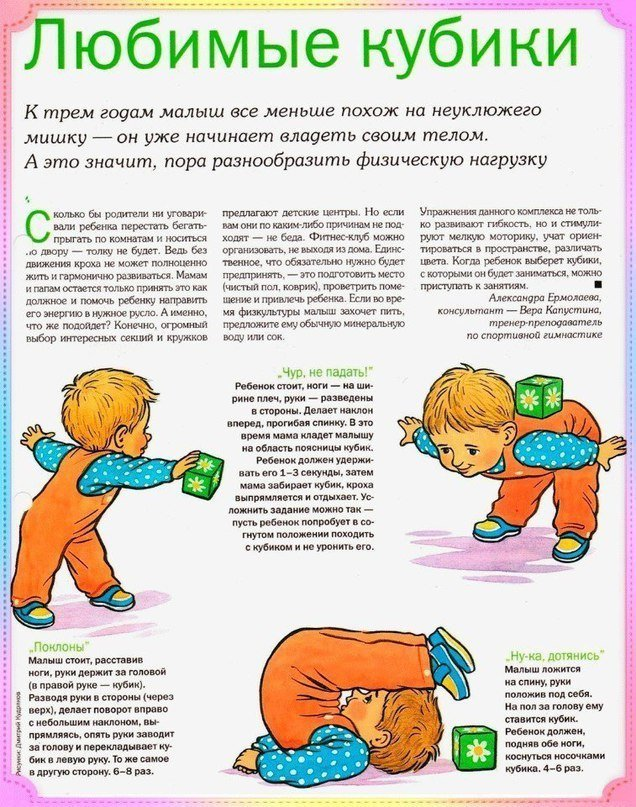 Любимые кубики
К трем годам малыш все меньше похож на неуклюжего
мишку — он уже начинает владеть своим телом.
А это значит, пора разнообразить физическую нагрузку
Сколько бы родители ни уговари-
вали ребенка перестать бегать-
прыгать по комнатам и носиться
по двору — толку не будет. Ведь без
движения кроха не может полноценно
жить и гармонично развиваться. Мамам
и папам остается только принять это как
должное и помочь ребенку направить
его энергию в нужное русло. А именно,
что же подойдет? Конечно, огромный
выбор интересных секций и кружков
предлагают детские центры. Но если
вам они по каким-либо причинам не под-
ходят — не беда. Фитнес-клуб можно
организовать, не выходя из дома. Единс-
твенное, что обязательно нужно будет
предпринять, — это подготовить место
(чистый пол, коврик), проветрить поме-
щение и привлечь ребенка. Если во вре-
мя физкультуры малыш захочет пить,
предложите ему обычную минеральную
воду или сок.
Упражнения данного комплекса не толь-
ко развивают гибкость, но и стимули-
руют мелкую моторику, учат ориен-
тироваться в пространстве, различать
цвета. Когда ребенок выберет кубики,
с которыми он будет заниматься, можно
приступать к занятиям.
Александра Ермолаева,
консультант — Вера Капустина,
тренер-преподаватель
по спортивной гимнастике
„Чур, не падать!"
Ребенок стоит, ноги — на ши-
рине плеч, руки — разведены
в стороны. Делает наклон
вперед, прогибая спинку. В это
время мама кладет малышу
на область поясницы кубик.
Ребенок должен удержи-
вать его 1–3 секунды, затем
мама забирает кубик, кроха
выпрямляется и отдыхает. Ус-
ложнить задание можно так —
пусть ребенок попробует в со-
гнутом положении походить
с кубиком и не уронить его.
„Поклоны"
Малыш стоит, расставив
ноги, руки держит за головой
(в правой руке — кубик).
Разводя руки в стороны (через
верх), делает поворот вправо
с небольшим наклоном, вы-
прямляясь, опять руки заводит
за голову и перекладывает ку-
бик в левую руку. То же самое
в другую сторону. 6–8 раз.
Рисунки: Дмитрий Кудряков
„Ну-ка, дотянись"
Малыш ложится
на спину, руки
положив под себя.
На пол за голову ему
ставится кубик.
Ребенок должен,
подняв обе ноги,
коснуться носочками
кубика. 4–6 раз.